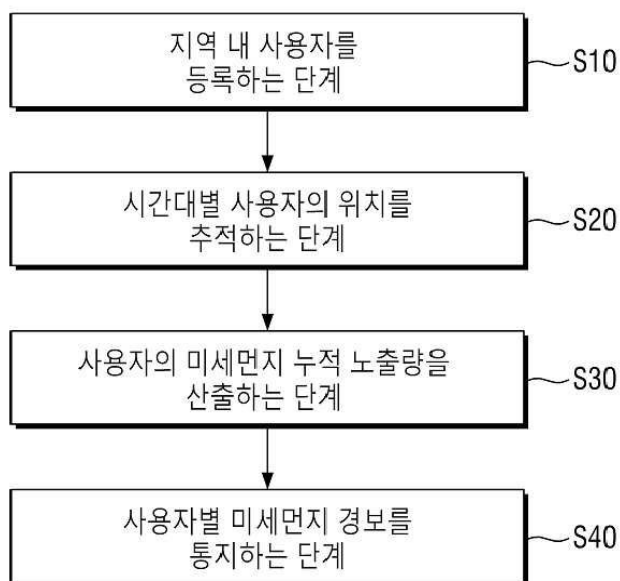 지역 내 사용자를
등록하는 단계
S10
시간대별 사용자의 위치를
추적하는 단계
S20
사용자의 미세먼지 누적 노출량을
산출하는 단계
S30
사용자별 미세먼지 경보를
통지하는 단계
S40